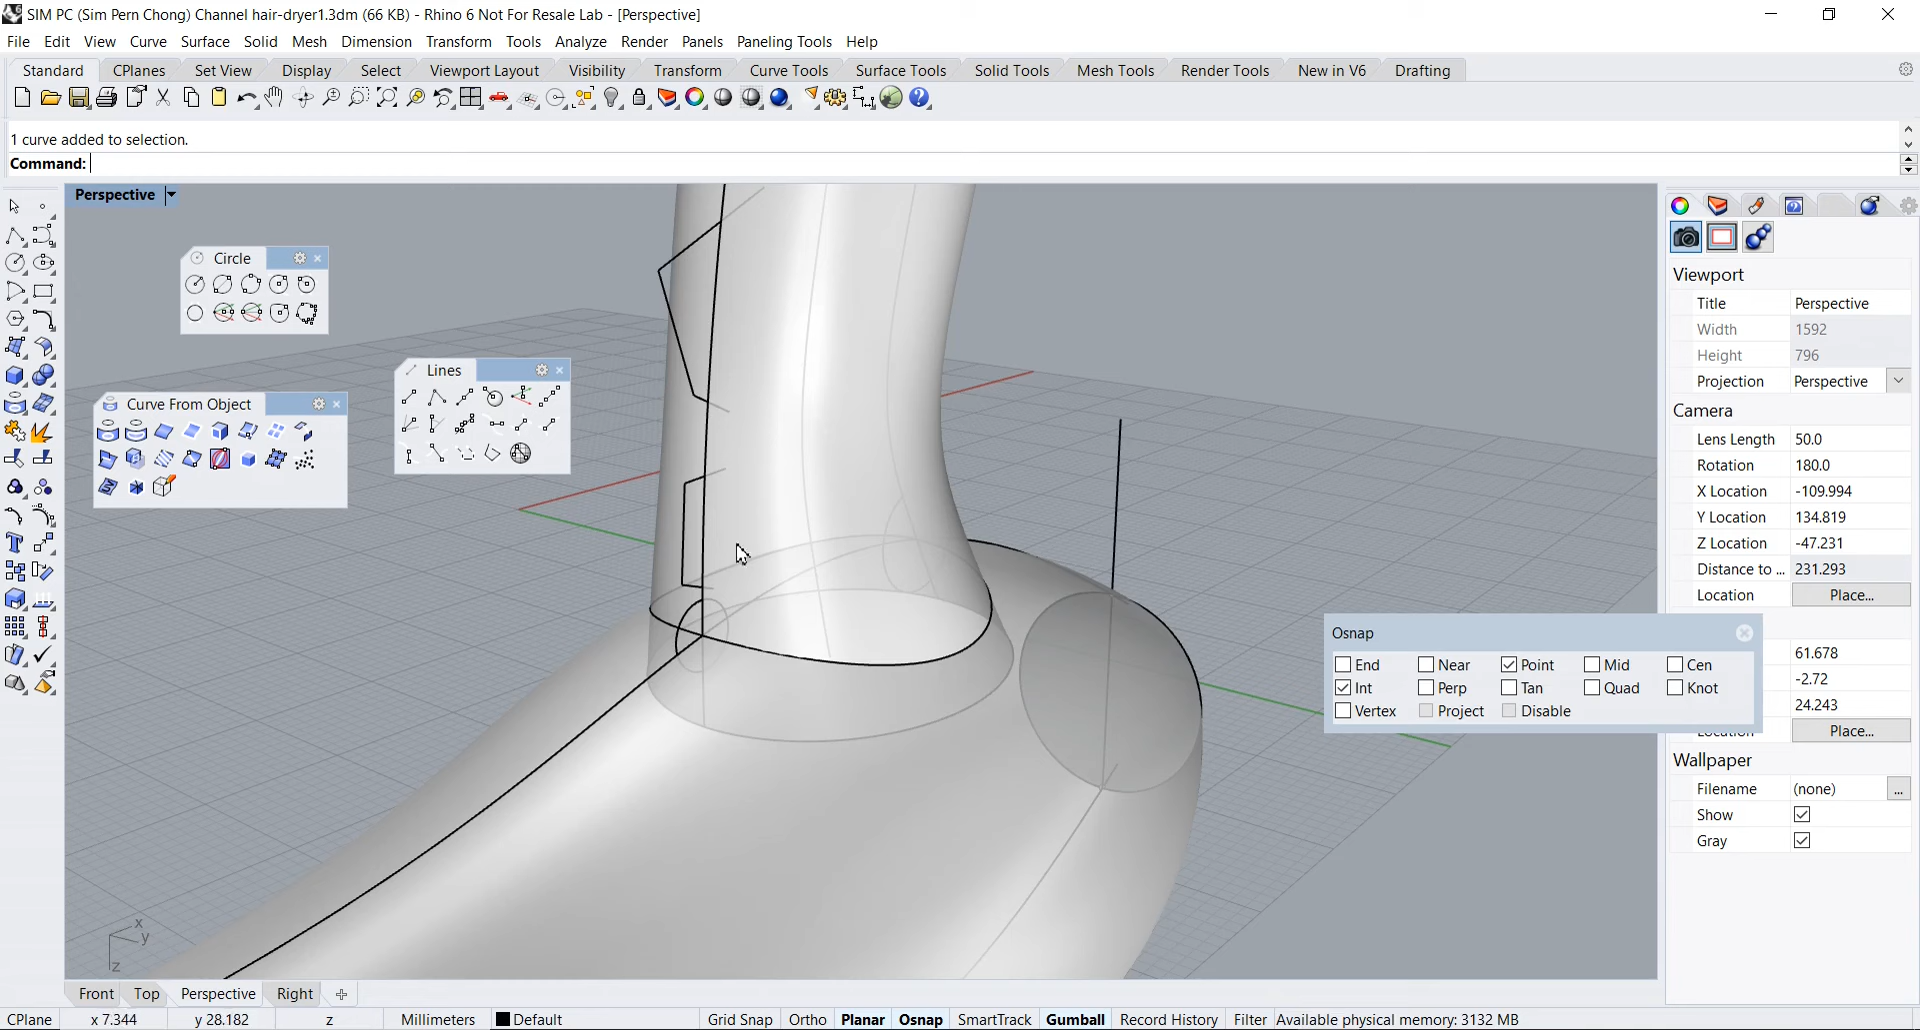 SIM PC (Sim Pern Chong) Channel hair-dryer1.3dm (66 KB) - Rhino 6 Not For Resale Lab - [Perspective]
File Edit View Curve Surface Solid Mesh Dimension Transform Tools Analyze Render Panels Paneling Tools Help
Standard CPlanes Set View Display Select Viewport Layout Visibility Transform Curve Tools Surface Tools Solid Tools Mesh Tools Render Tools New in V6 Drafting
1 curve added to selection.
Command:
Perspective
Circle
Lines
Curve From Object
Viewport
Title Perspective
Width 1592
Height 796
Projection Perspective
Camera
Lens Length 50.0
Rotation 180.0
X Location -109.994
Y Location 134.819
Z Location -47.231
Distance to ... 231.293
Location Place...
Osnap
End Near Point Mid Cen
Int Perp Tan Quad Knot
Vertex Project Disable
61.678
-2.72
24.243
Place...
Wallpaper
Filename (none) ...
Show
Gray
x
y
z
Front Top Perspective Right
CPlane x 7.344 y 28.182 z Millimeters Default Grid Snap Ortho Planar Osnap SmartTrack Gumball Record History Filter Available physical memory: 3132 MB